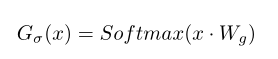 G_σ(x) = Softmax(x · W_g)